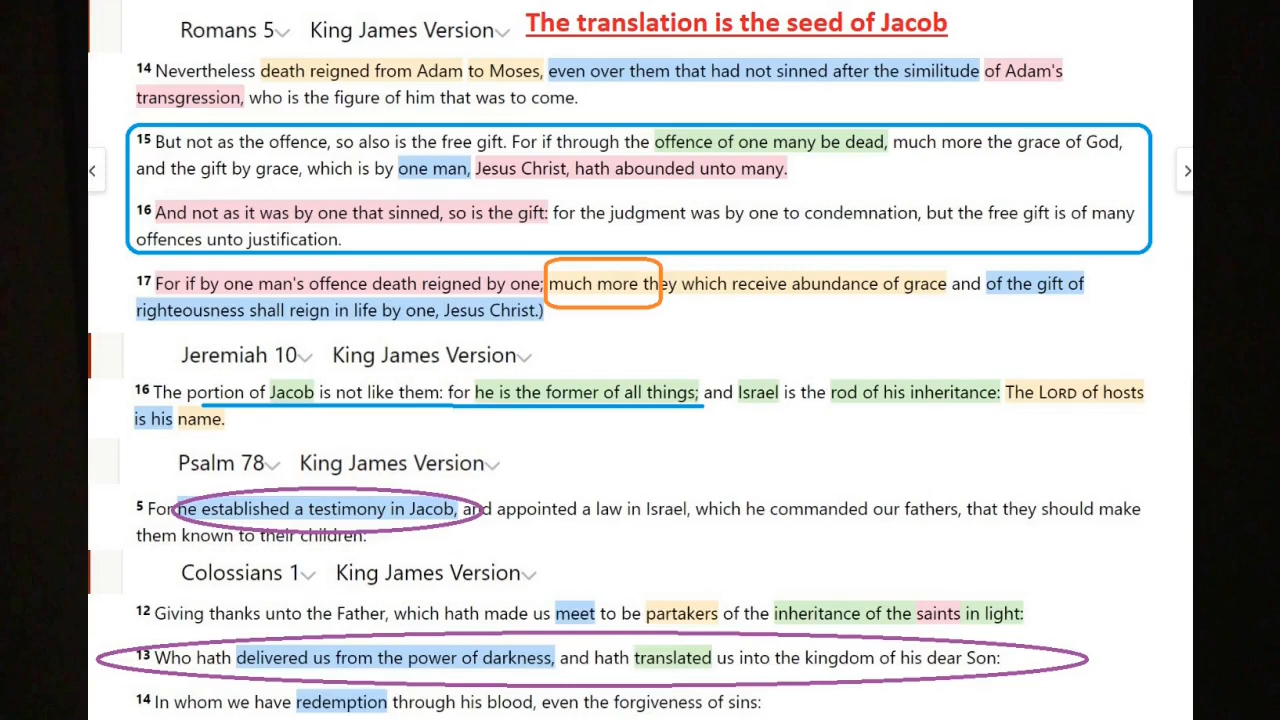 Romans 5 King James Version The translation is the seed of Jacob
14 Nevertheless death reigned from Adam to Moses, even over them that had not sinned after the similitude of Adam's
transgression, who is the figure of him that was to come.
15 But not as the offence, so also is the free gift. For if through the offence of one many be dead, much more the grace of God,
and the gift by grace, which is by one man, Jesus Christ, hath abounded unto many.
16 And not as it was by one that sinned, so is the gift: for the judgment was by one to condemnation, but the free gift is of many
offences unto justification.
17 For if by one man's offence death reigned by one; much more they which receive abundance of grace and of the gift of
righteousness shall reign in life by one, Jesus Christ.)
Jeremiah 10 King James Version
16 The portion of Jacob is not like them: for he is the former of all things; and Israel is the rod of his inheritance: The LORD of hosts
is his name.
Psalm 78 King James Version
5 For he established a testimony in Jacob, and appointed a law in Israel, which he commanded our fathers, that they should make
them known to their children:
Colossians 1 King James Version
12 Giving thanks unto the Father, which hath made us meet to be partakers of the inheritance of the saints in light:
13 Who hath delivered us from the power of darkness, and hath translated us into the kingdom of his dear Son:
14 In whom we have redemption through his blood, even the forgiveness of sins: